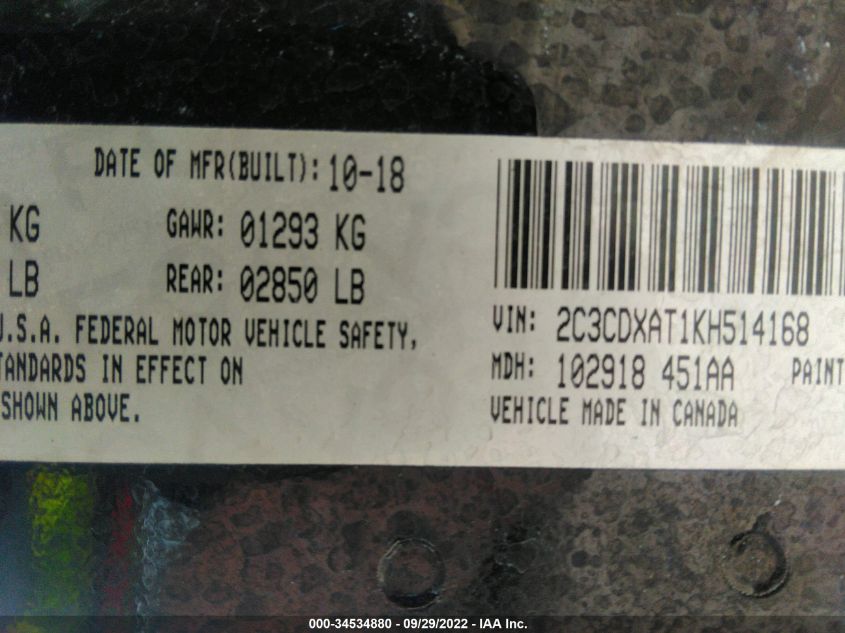 DATE OF MFR(BUILT): 10-18
KG GAWR: 01293 KG
LB REAR: 02850 LB
U.S.A. FEDERAL MOTOR VEHICLE SAFETY,
TANDARDS IN EFFECT ON
SHOWN ABOVE.
VIN: 2C3CDXAT1KH514168
MDH: 102918 451AA PAINT
VEHICLE MADE IN CANADA
000-34534880 - 09/29/2022 - IAA Inc.